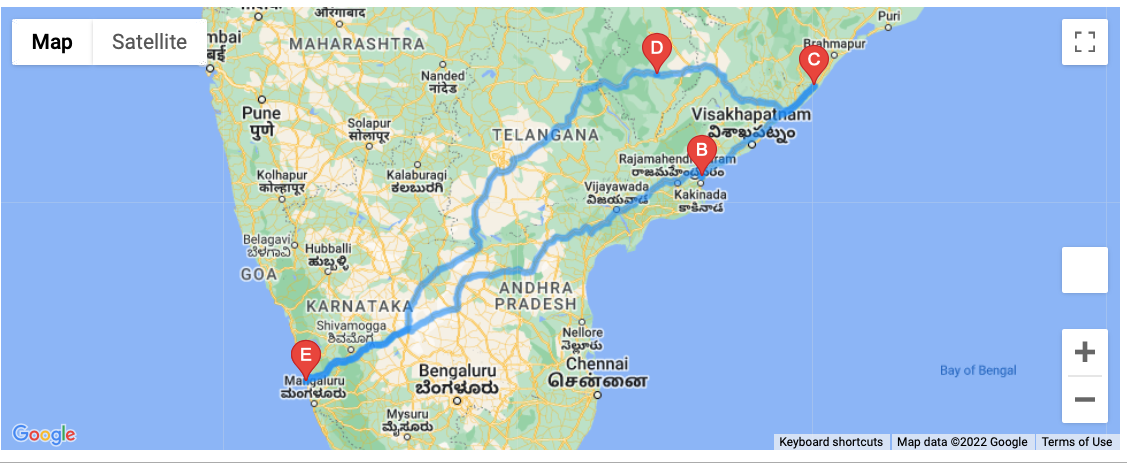 Map
Satellite
औरंगाबाद
Puri
mbai
बई
MAHARASHTRA
Brahmapur
D
C
Nanded
नांदेड
Pune
पुणे
Solapur
सोलापूर
TELANGANA
Visakhapatnam
విశాఖపట్నం
B
Kolhapur
कोल्हापूर
Kalaburagi
ಕಲಬುರಗಿ
Rajamahendravaram
రాజమహేంద్రవరం
Vijayawada
విజయవాడ
Kakinada
కాకినాడ
Belagavi
ಬೆಳಗಾವಿ
Hubballi
ಹುಬ್ಬಳ್ಳಿ
GOA
ANDHRA
PRADESH
KARNATAKA
Shivamogga
ಶಿವಮೊಗ್ಗ
Nellore
నెల్లూరు
E
Mangaluru
ಮಂಗಳೂರು
Bengaluru
ಬೆಂಗಳೂರು
Chennai
சென்னை
Bay of Bengal
Mysuru
ಮೈಸೂರು
Google
Keyboard shortcuts
Map data ©2022 Google
Terms of Use